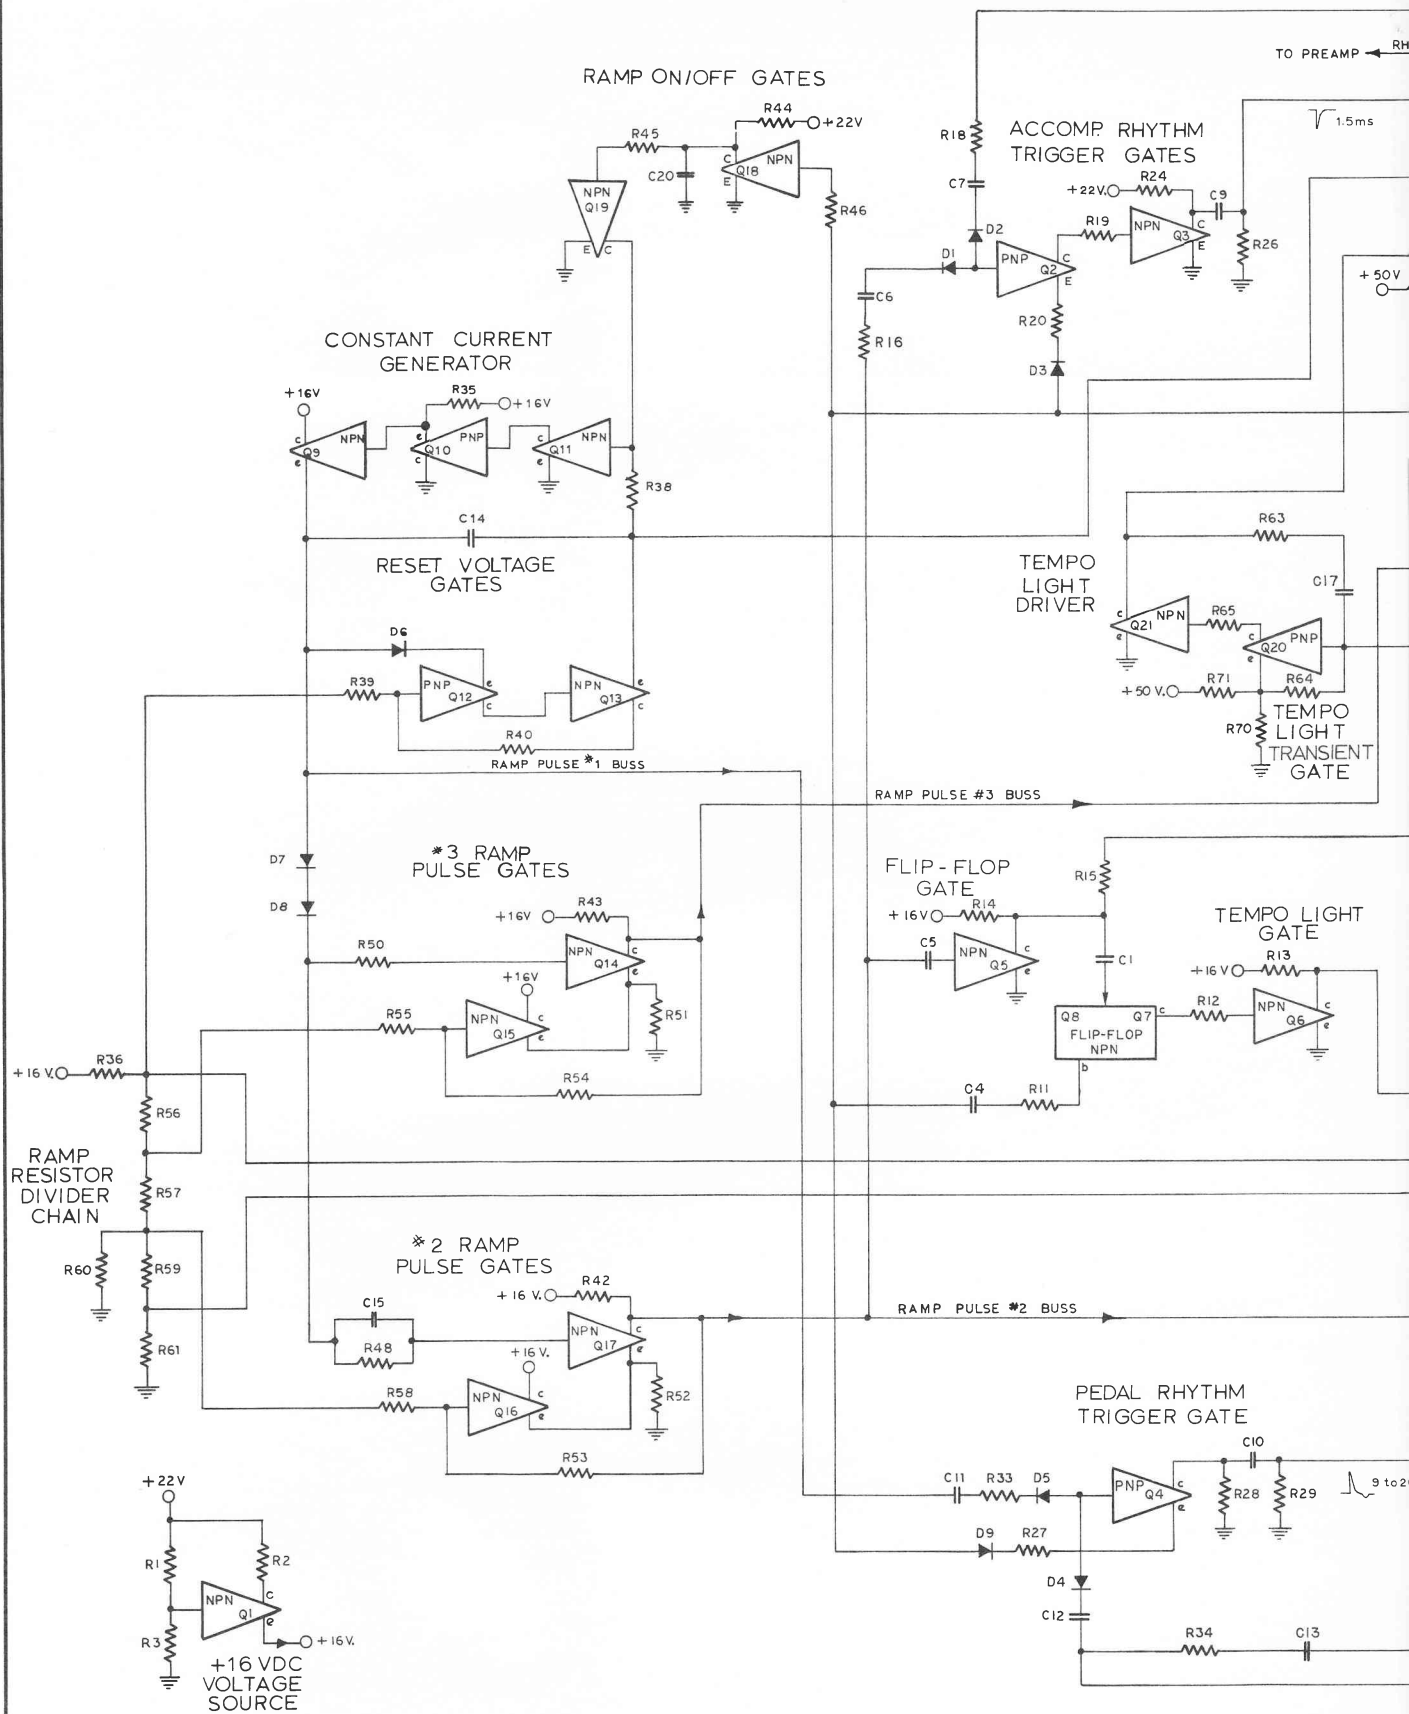 TO PREAMP
RH
RAMP ON/OFF GATES
R44
+22V
R45
C
NPN
Q18
E
C20
NPN
Q19
E C
R46
R18
ACCOMP. RHYTHM
TRIGGER GATES
1.5ms
R24
+22V.
C9
C7
D2
R19
NPN
Q3
C
E
R26
D1
PNP
Q2
C
E
+50V
C6
R20
R16
D3
CONSTANT CURRENT
GENERATOR
+16V
R35
+16V
c
NPN
Q9
e
e
PNP
Q10
c
c
NPN
Q11
e
R38
C14
RESET VOLTAGE
GATES
R63
TEMPO
LIGHT
DRIVER
C17
c
NPN
Q21
e
R65
c
PNP
Q20
e
D6
R39
PNP
Q12
e
c
NPN
Q13
e
c
R40
+50 V.
R71
R64
R70
TEMPO
LIGHT
TRANSIENT
GATE
RAMP PULSE #1 BUSS
RAMP PULSE #3 BUSS
D7
D8
#3 RAMP
PULSE GATES
R43
+16V
R50
NPN
Q14
c
e
+16V
R55
NPN
Q15
c
e
R51
R54
FLIP-FLOP
GATE
R15
R14
+16V
C5
NPN
Q5
c
e
C1
TEMPO LIGHT
GATE
R13
+16V
Q8 Q7
FLIP-FLOP
NPN
c
b
R12
NPN
Q6
c
e
C4
R11
+16 V.
R36
R56
RAMP
RESISTOR
DIVIDER
CHAIN
R57
R60
R59
R61
#2 RAMP
PULSE GATES
R42
+16 V.
C15
R48
NPN
Q17
c
e
+16V.
R58
NPN
Q16
c
e
R52
R53
RAMP PULSE #2 BUSS
PEDAL RHYTHM
TRIGGER GATE
C10
C11
R33
D5
PNP
Q4
c
e
R28
R29
9 to 2
D9
R27
D4
C12
R34
C13
+22V
R1
R2
NPN
Q1
c
e
R3
+16V.
+16 VDC
VOLTAGE
SOURCE